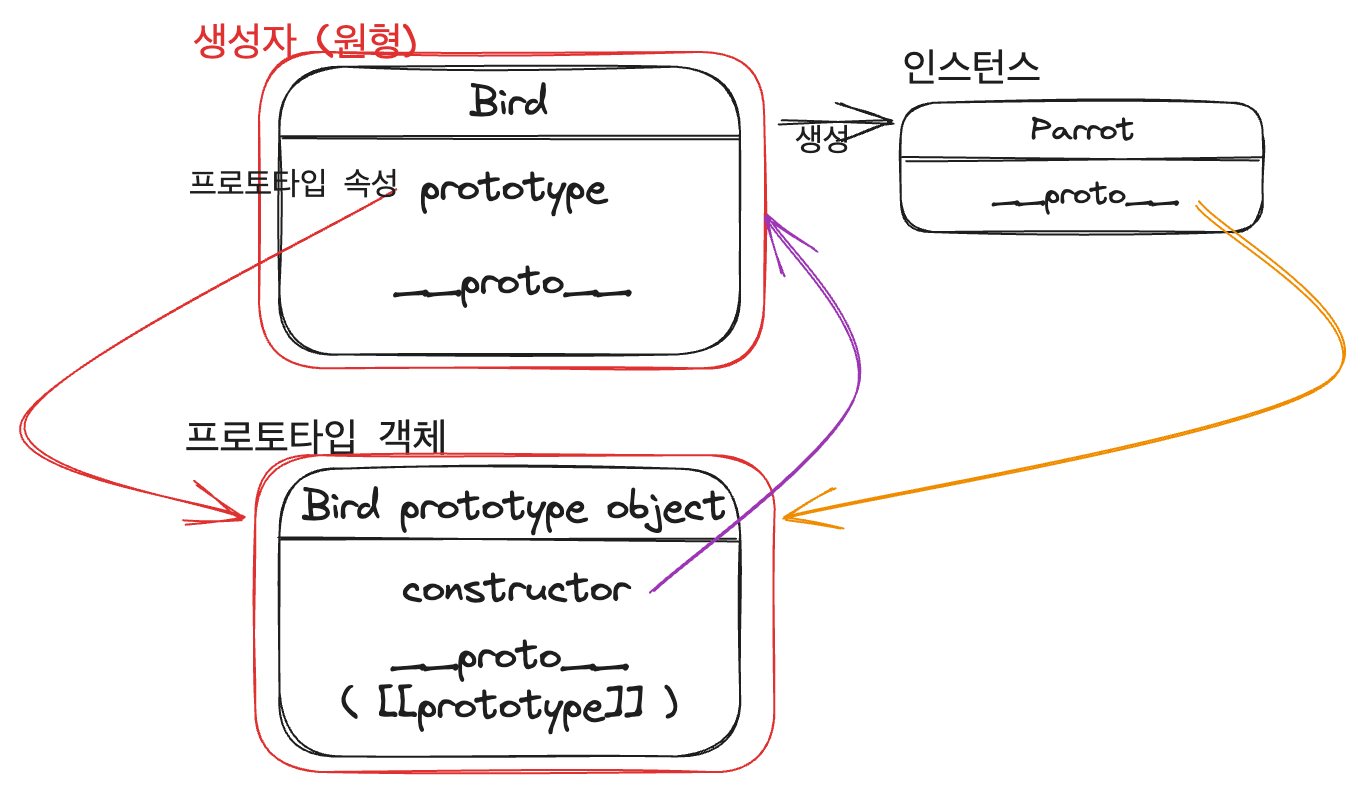 생성자 (원형)
Bird
프로토타입 속성
prototype
__proto__
생성
인스턴스
Parrot
__proto__
프로토타입 객체
Bird prototype object
constructor
__proto__
( [[prototype]] )